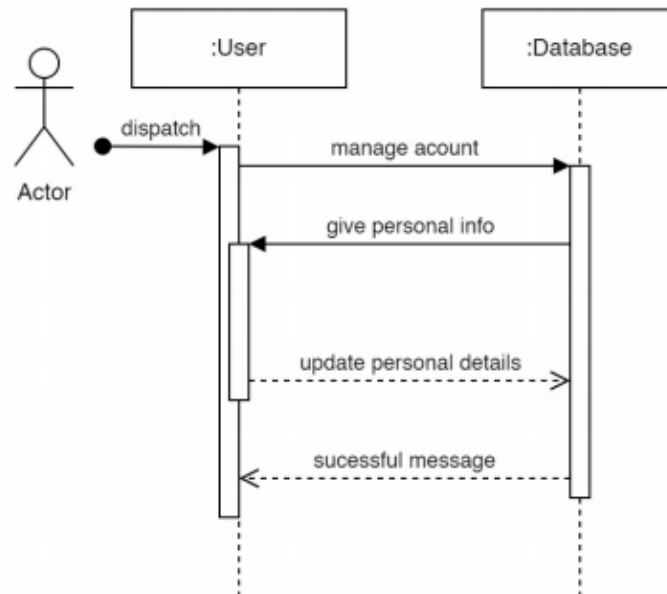 :User
:Database
dispatch
manage acount
Actor
give personal info
update personal details
sucessful message